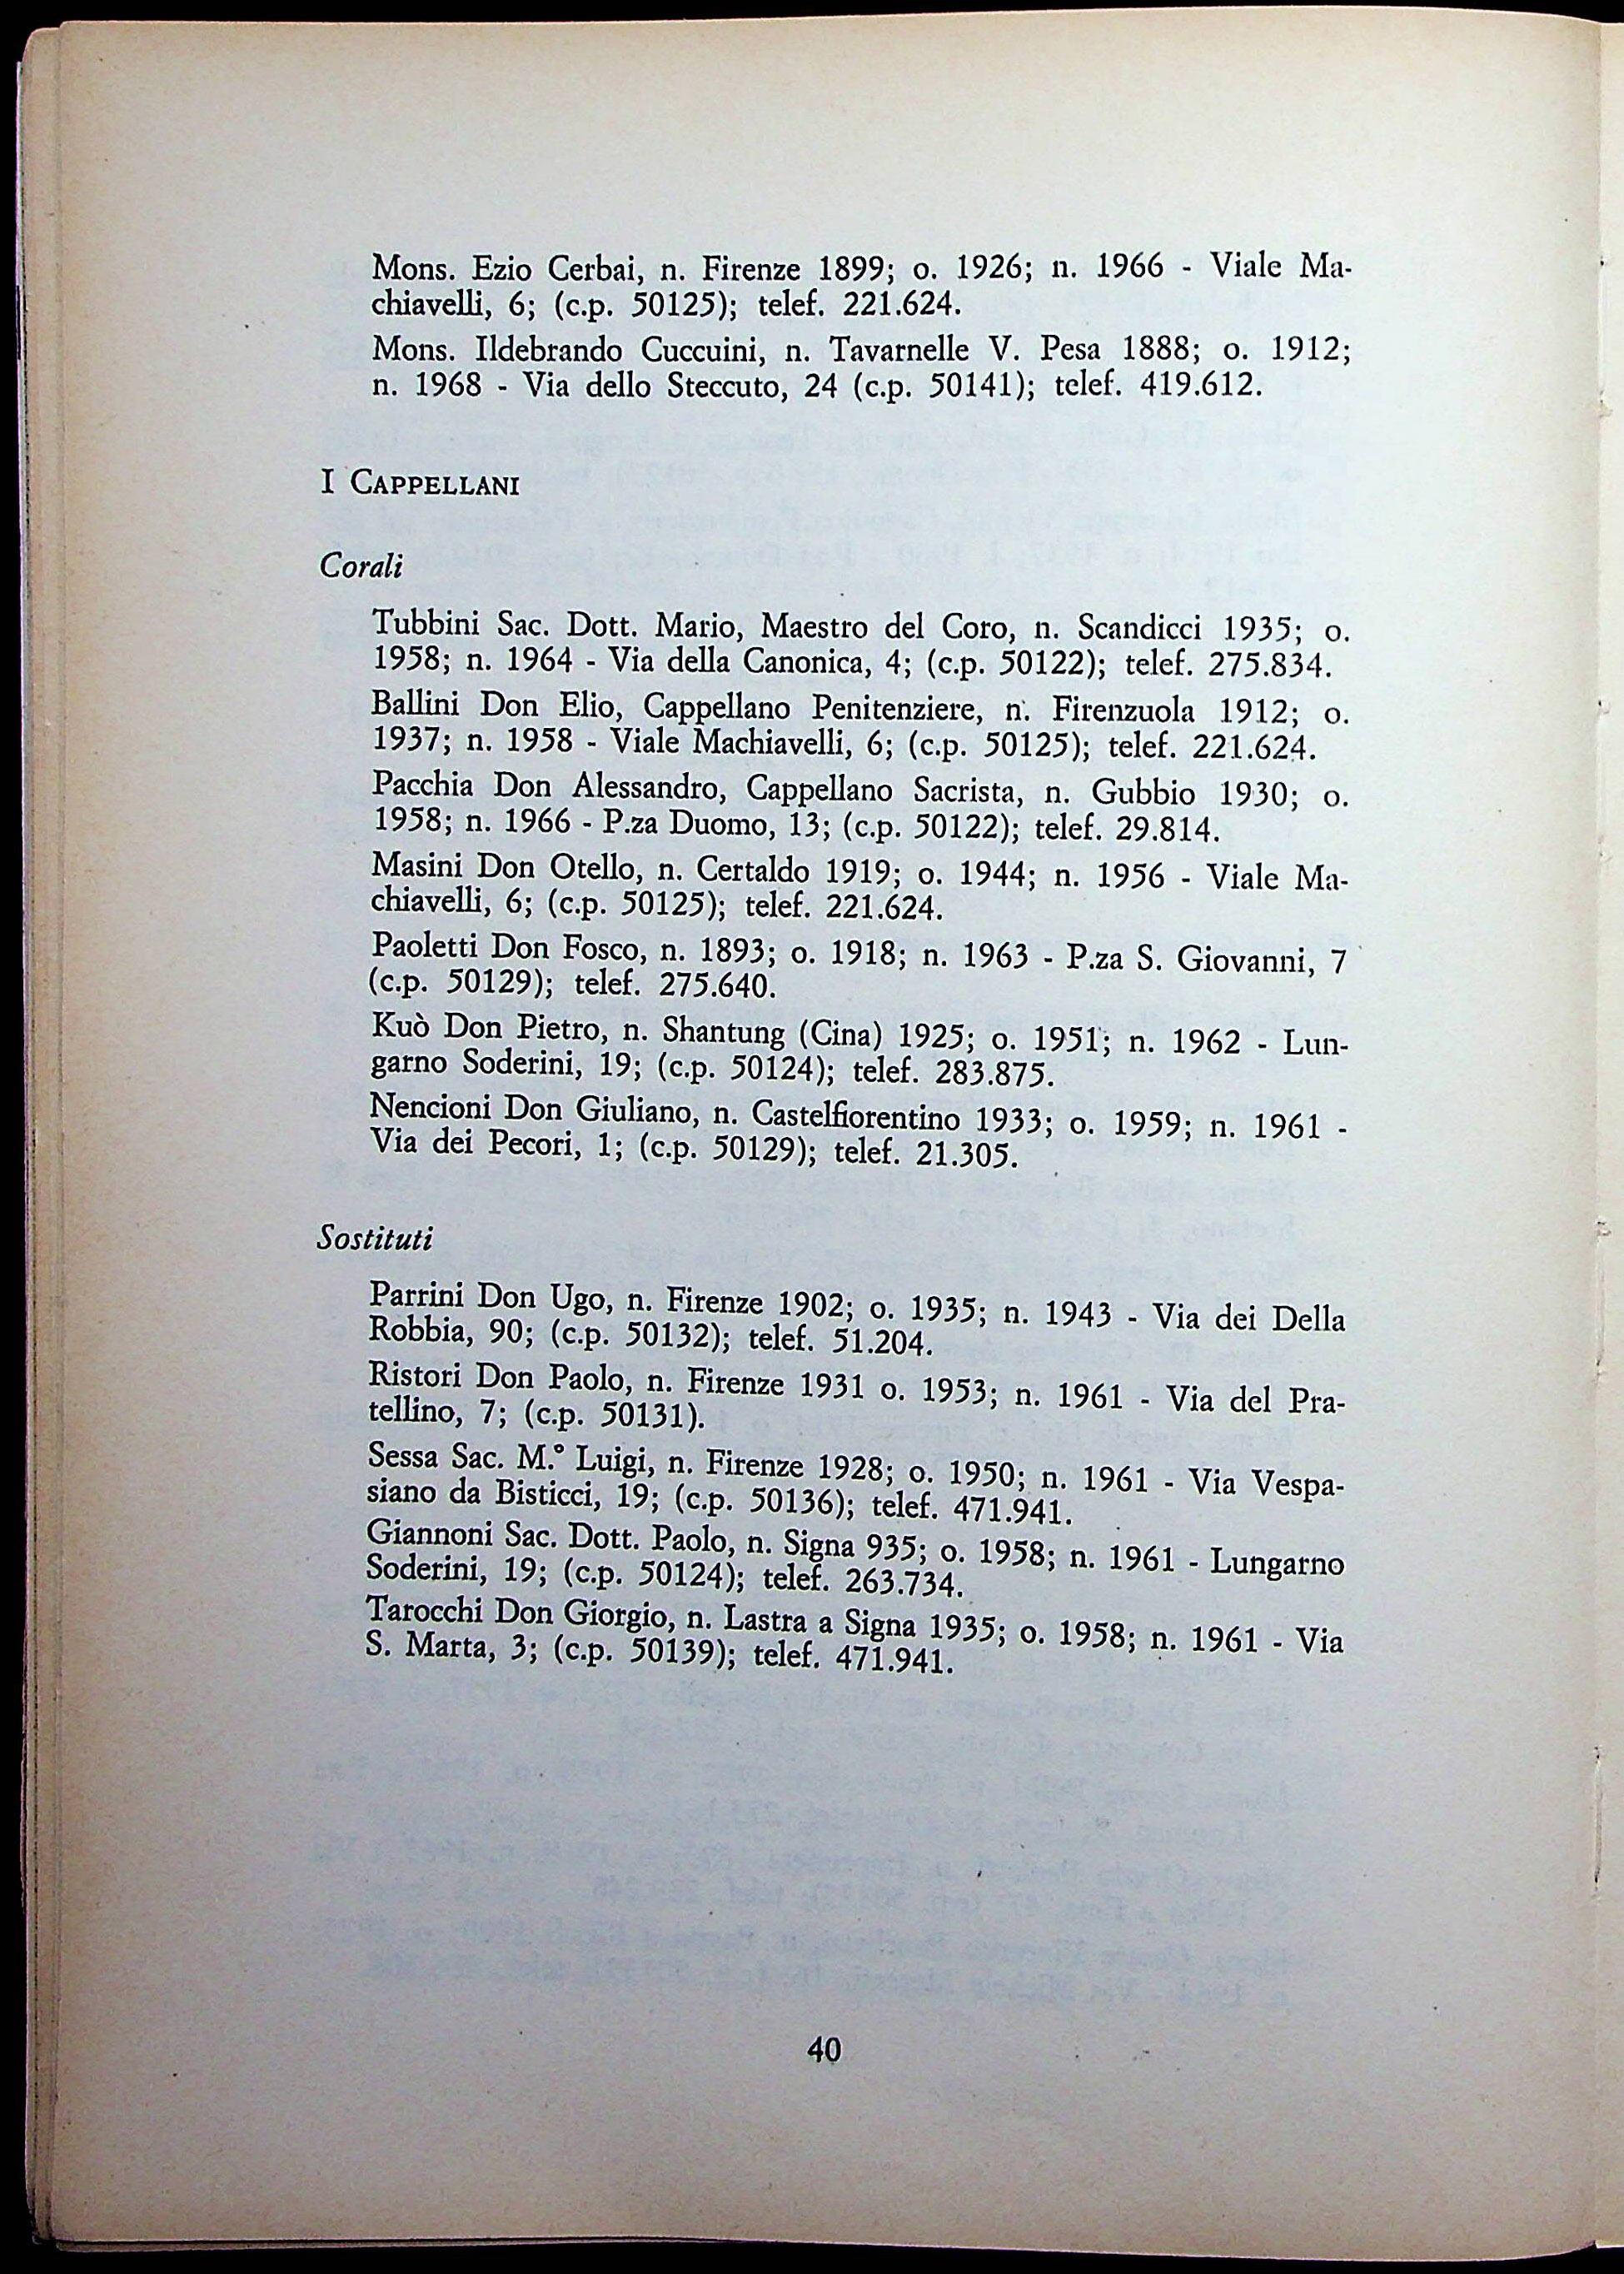 Mons. Ezio Cerbai, n. Firenze 1899; o. 1926; n. 1966 - Viale Ma-
chiavelli, 6; (c.p. 50125); telef. 221.624.
Mons. Ildebrando Cuccuini, n. Tavarnelle V. Pesa 1888; o. 1912;
n. 1968 - Via dello Steccuto, 24 (c.p. 50141); telef. 419.612.
I CAPPELLANI
Corali
Tubbini Sac. Dott. Mario, Maestro del Coro, n. Scandicci 1935; o.
1958; n. 1964 - Via della Canonica, 4; (c.p. 50122); telef. 275.834.
Ballini Don Elio, Cappellano Penitenziere, n. Firenzuola 1912; o.
1937; n. 1958 - Viale Machiavelli, 6; (c.p. 50125); telef. 221.624.
Pacchia Don Alessandro, Cappellano Sacrista, n. Gubbio 1930; o.
1958; n. 1966 - P.za Duomo, 13; (c.p. 50122); telef. 29.814.
Masini Don Otello, n. Certaldo 1919; o. 1944; n. 1956 - Viale Ma-
chiavelli, 6; (c.p. 50125); telef. 221.624.
Paoletti Don Fosco, n. 1893; o. 1918; n. 1963 - P.za S. Giovanni, 7
(c.p. 50129); telef. 275.640.
Kuò Don Pietro, n. Shantung (Cina) 1925; o. 1951; n. 1962 - Lun-
garno Soderini, 19; (c.p. 50124); telef. 283.875.
Nencioni Don Giuliano, n. Castelfiorentino 1933; o. 1959; n. 1961 -
Via dei Pecori, 1; (c.p. 50129); telef. 21.305.
Sostituti
Parrini Don Ugo, n. Firenze 1902; o. 1935; n. 1943 - Via dei Della
Robbia, 90; (c.p. 50132); telef. 51.204.
Ristori Don Paolo, n. Firenze 1931 o. 1953; n. 1961 - Via del Pra-
tellino, 7; (c.p. 50131).
Sessa Sac. M.° Luigi, n. Firenze 1928; o. 1950; n. 1961 - Via Vespa-
siano da Bisticci, 19; (c.p. 50136); telef. 471.941.
Giannoni Sac. Dott. Paolo, n. Signa 935; o. 1958; n. 1961 - Lungarno
Soderini, 19; (c.p. 50124); telef. 263.734.
Tarocchi Don Giorgio, n. Lastra a Signa 1935; o. 1958; n. 1961 - Via
S. Marta, 3; (c.p. 50139); telef. 471.941.
40